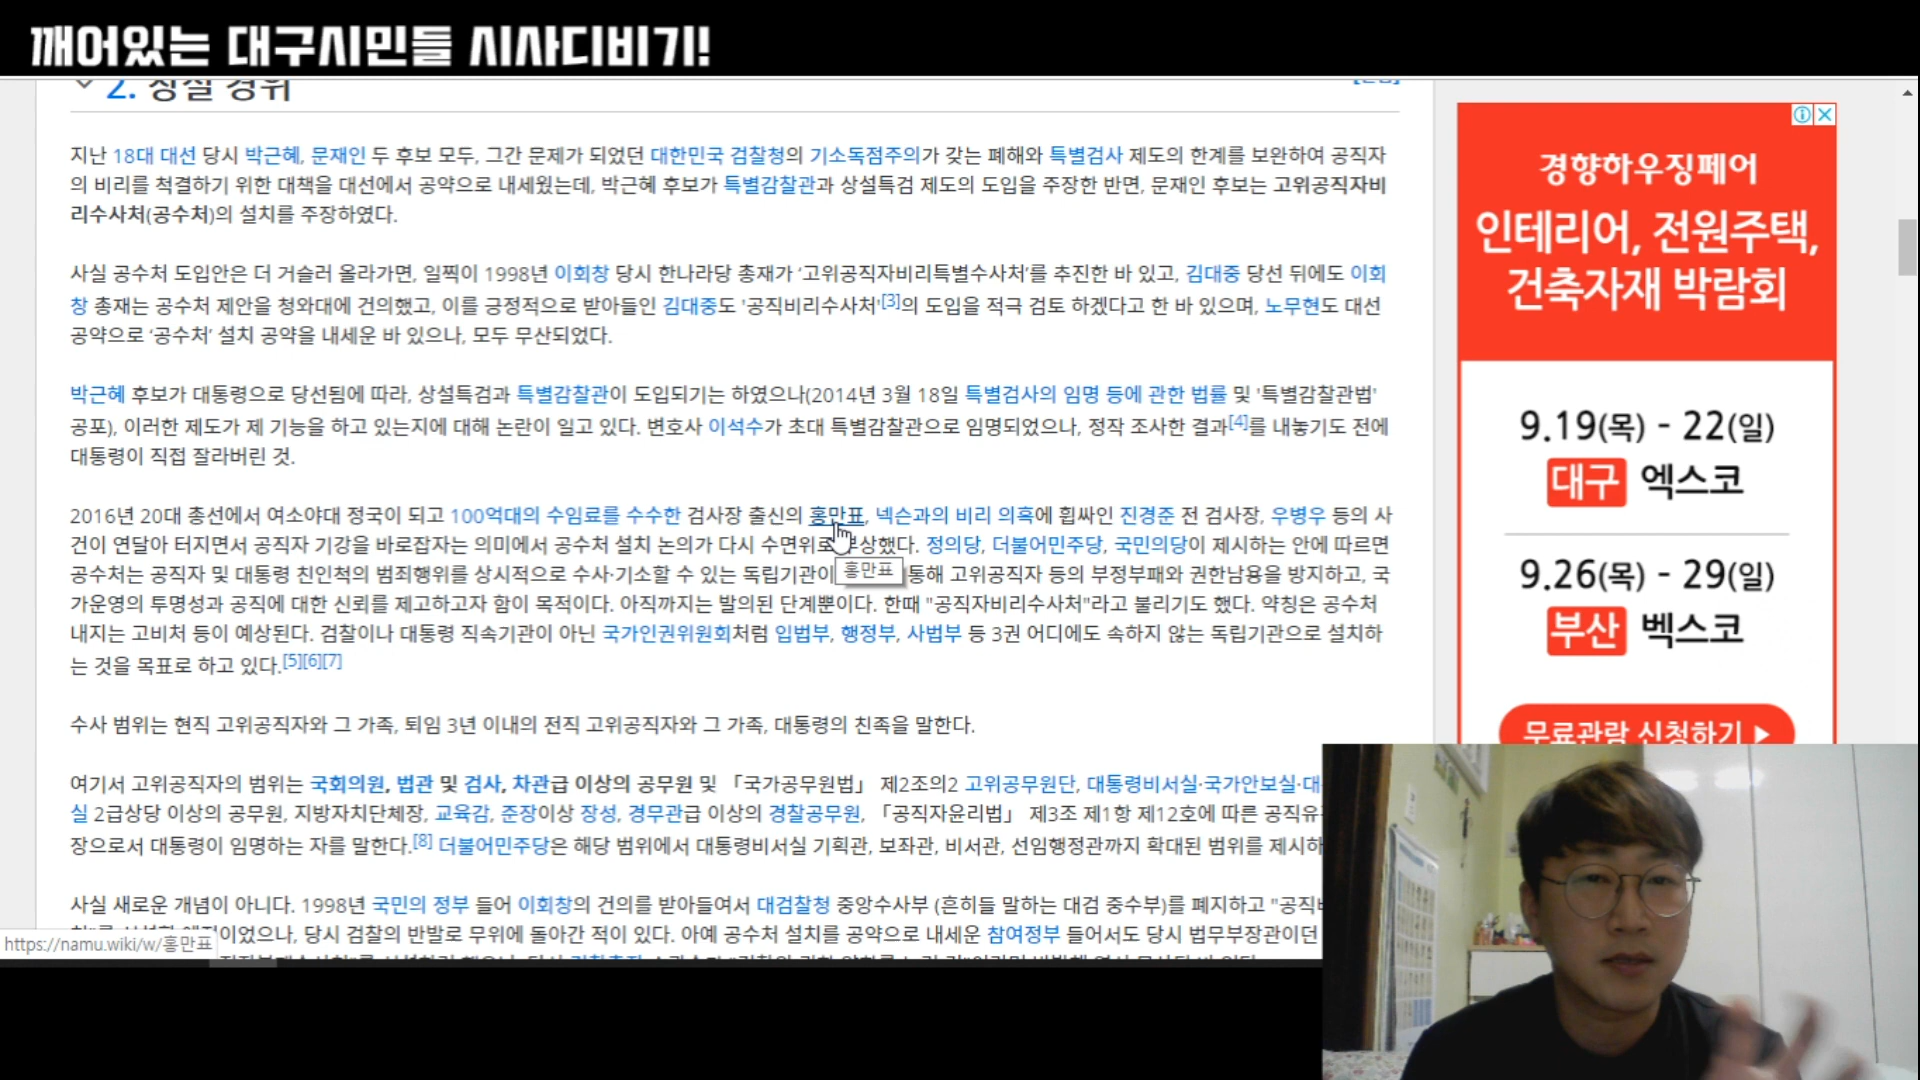 깨어있는 대구시민들 시사디비기!
2. 상설 경위
지난 18대 대선 당시 박근혜, 문재인 두 후보 모두, 그간 문제가 되었던 대한민국 검찰청의 기소독점주의가 갖는 폐해와 특별검사 제도의 한계를 보완하여 공직자
의 비리를 척결하기 위한 대책을 대선에서 공약으로 내세웠는데, 박근혜 후보가 특별감찰관과 상설특검 제도의 도입을 주장한 반면, 문재인 후보는 고위공직자비
리수사처(공수처)의 설치를 주장하였다.
사실 공수처 도입안은 더 거슬러 올라가면, 일찍이 1998년 이회창 당시 한나라당 총재가 ‘고위공직자비리특별수사처’를 추진한 바 있고, 김대중 당선 뒤에도 이회
창 총재는 공수처 제안을 청와대에 건의했고, 이를 긍정적으로 받아들인 김대중도 '공직비리수사처'[3]의 도입을 적극 검토 하겠다고 한 바 있으며, 노무현도 대선
공약으로 ‘공수처’ 설치 공약을 내세운 바 있으나, 모두 무산되었다.
박근혜 후보가 대통령으로 당선됨에 따라, 상설특검과 특별감찰관이 도입되기는 하였으나(2014년 3월 18일 특별검사의 임명 등에 관한 법률 및 '특별감찰관법'
공포), 이러한 제도가 제 기능을 하고 있는지에 대해 논란이 일고 있다. 변호사 이석수가 초대 특별감찰관으로 임명되었으나, 정작 조사한 결과[4]를 내놓기도 전에
대통령이 직접 잘라버린 것.
2016년 20대 총선에서 여소야대 정국이 되고 100억대의 수임료를 수수한 검사장 출신의 홍만표, 넥슨과의 비리 의혹에 휩싸인 진경준 전 검사장, 우병우 등의 사
건이 연달아 터지면서 공직자 기강을 바로잡자는 의미에서 공수처 설치 논의가 다시 수면위로 부상했다. 정의당, 더불어민주당, 국민의당이 제시하는 안에 따르면
공수처는 공직자 및 대통령 친인척의 범죄행위를 상시적으로 수사·기소할 수 있는 독립기관이 홍만표 통해 고위공직자 등의 부정부패와 권한남용을 방지하고, 국
가운영의 투명성과 공직에 대한 신뢰를 제고하고자 함이 목적이다. 아직까지는 발의된 단계뿐이다. 한때 "공직자비리수사처"라고 불리기도 했다. 약칭은 공수처
내지는 고비처 등이 예상된다. 검찰이나 대통령 직속기관이 아닌 국가인권위원회처럼 입법부, 행정부, 사법부 등 3권 어디에도 속하지 않는 독립기관으로 설치하
는 것을 목표로 하고 있다.[5][6][7]
수사 범위는 현직 고위공직자와 그 가족, 퇴임 3년 이내의 전직 고위공직자와 그 가족, 대통령의 친족을 말한다.
여기서 고위공직자의 범위는 국회의원, 법관 및 검사, 차관급 이상의 공무원 및 「국가공무원법」 제2조의2 고위공무원단, 대통령비서실·국가안보실·대
실 2급상당 이상의 공무원, 지방자치단체장, 교육감, 준장이상 장성, 경무관급 이상의 경찰공무원, 「공직자윤리법」 제3조 제1항 제12호에 따른 공직유
장으로서 대통령이 임명하는 자를 말한다.[8] 더불어민주당은 해당 범위에서 대통령비서실 기획관, 보좌관, 비서관, 선임행정관까지 확대된 범위를 제시하
사실 새로운 개념이 아니다. 1998년 국민의 정부 들어 이회창의 건의를 받아들여서 대검찰청 중앙수사부 (흔히들 말하는 대검 중수부)를 폐지하고 "공직
이었으나, 당시 검찰의 반발로 무위에 돌아간 적이 있다. 아예 공수처 설치를 공약으로 내세운 참여정부 들어서도 당시 법무부장관이던
https://namu.wiki/w/홍만표
경향하우징페어
인테리어, 전원주택,
건축자재 박람회
9.19(목) - 22(일)
대구 엑스코
9.26(목) - 29(일)
부산 벡스코
무료관람 신청하기 ▶